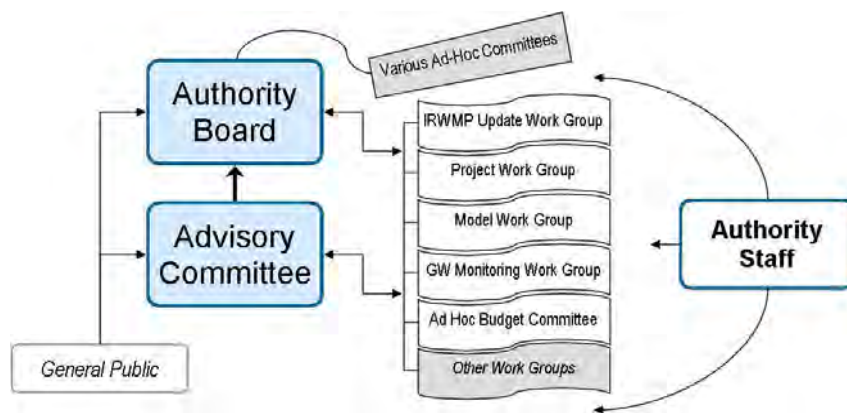 Various Ad-Hoc Committees
Authority
Board
IRWMP Update Work Group
Project Work Group
Model Work Group
Advisory
Committee
Authority
Staff
GW Monitoring Work Group
Ad Hoc Budget Committee
General Public
Other Work Groups